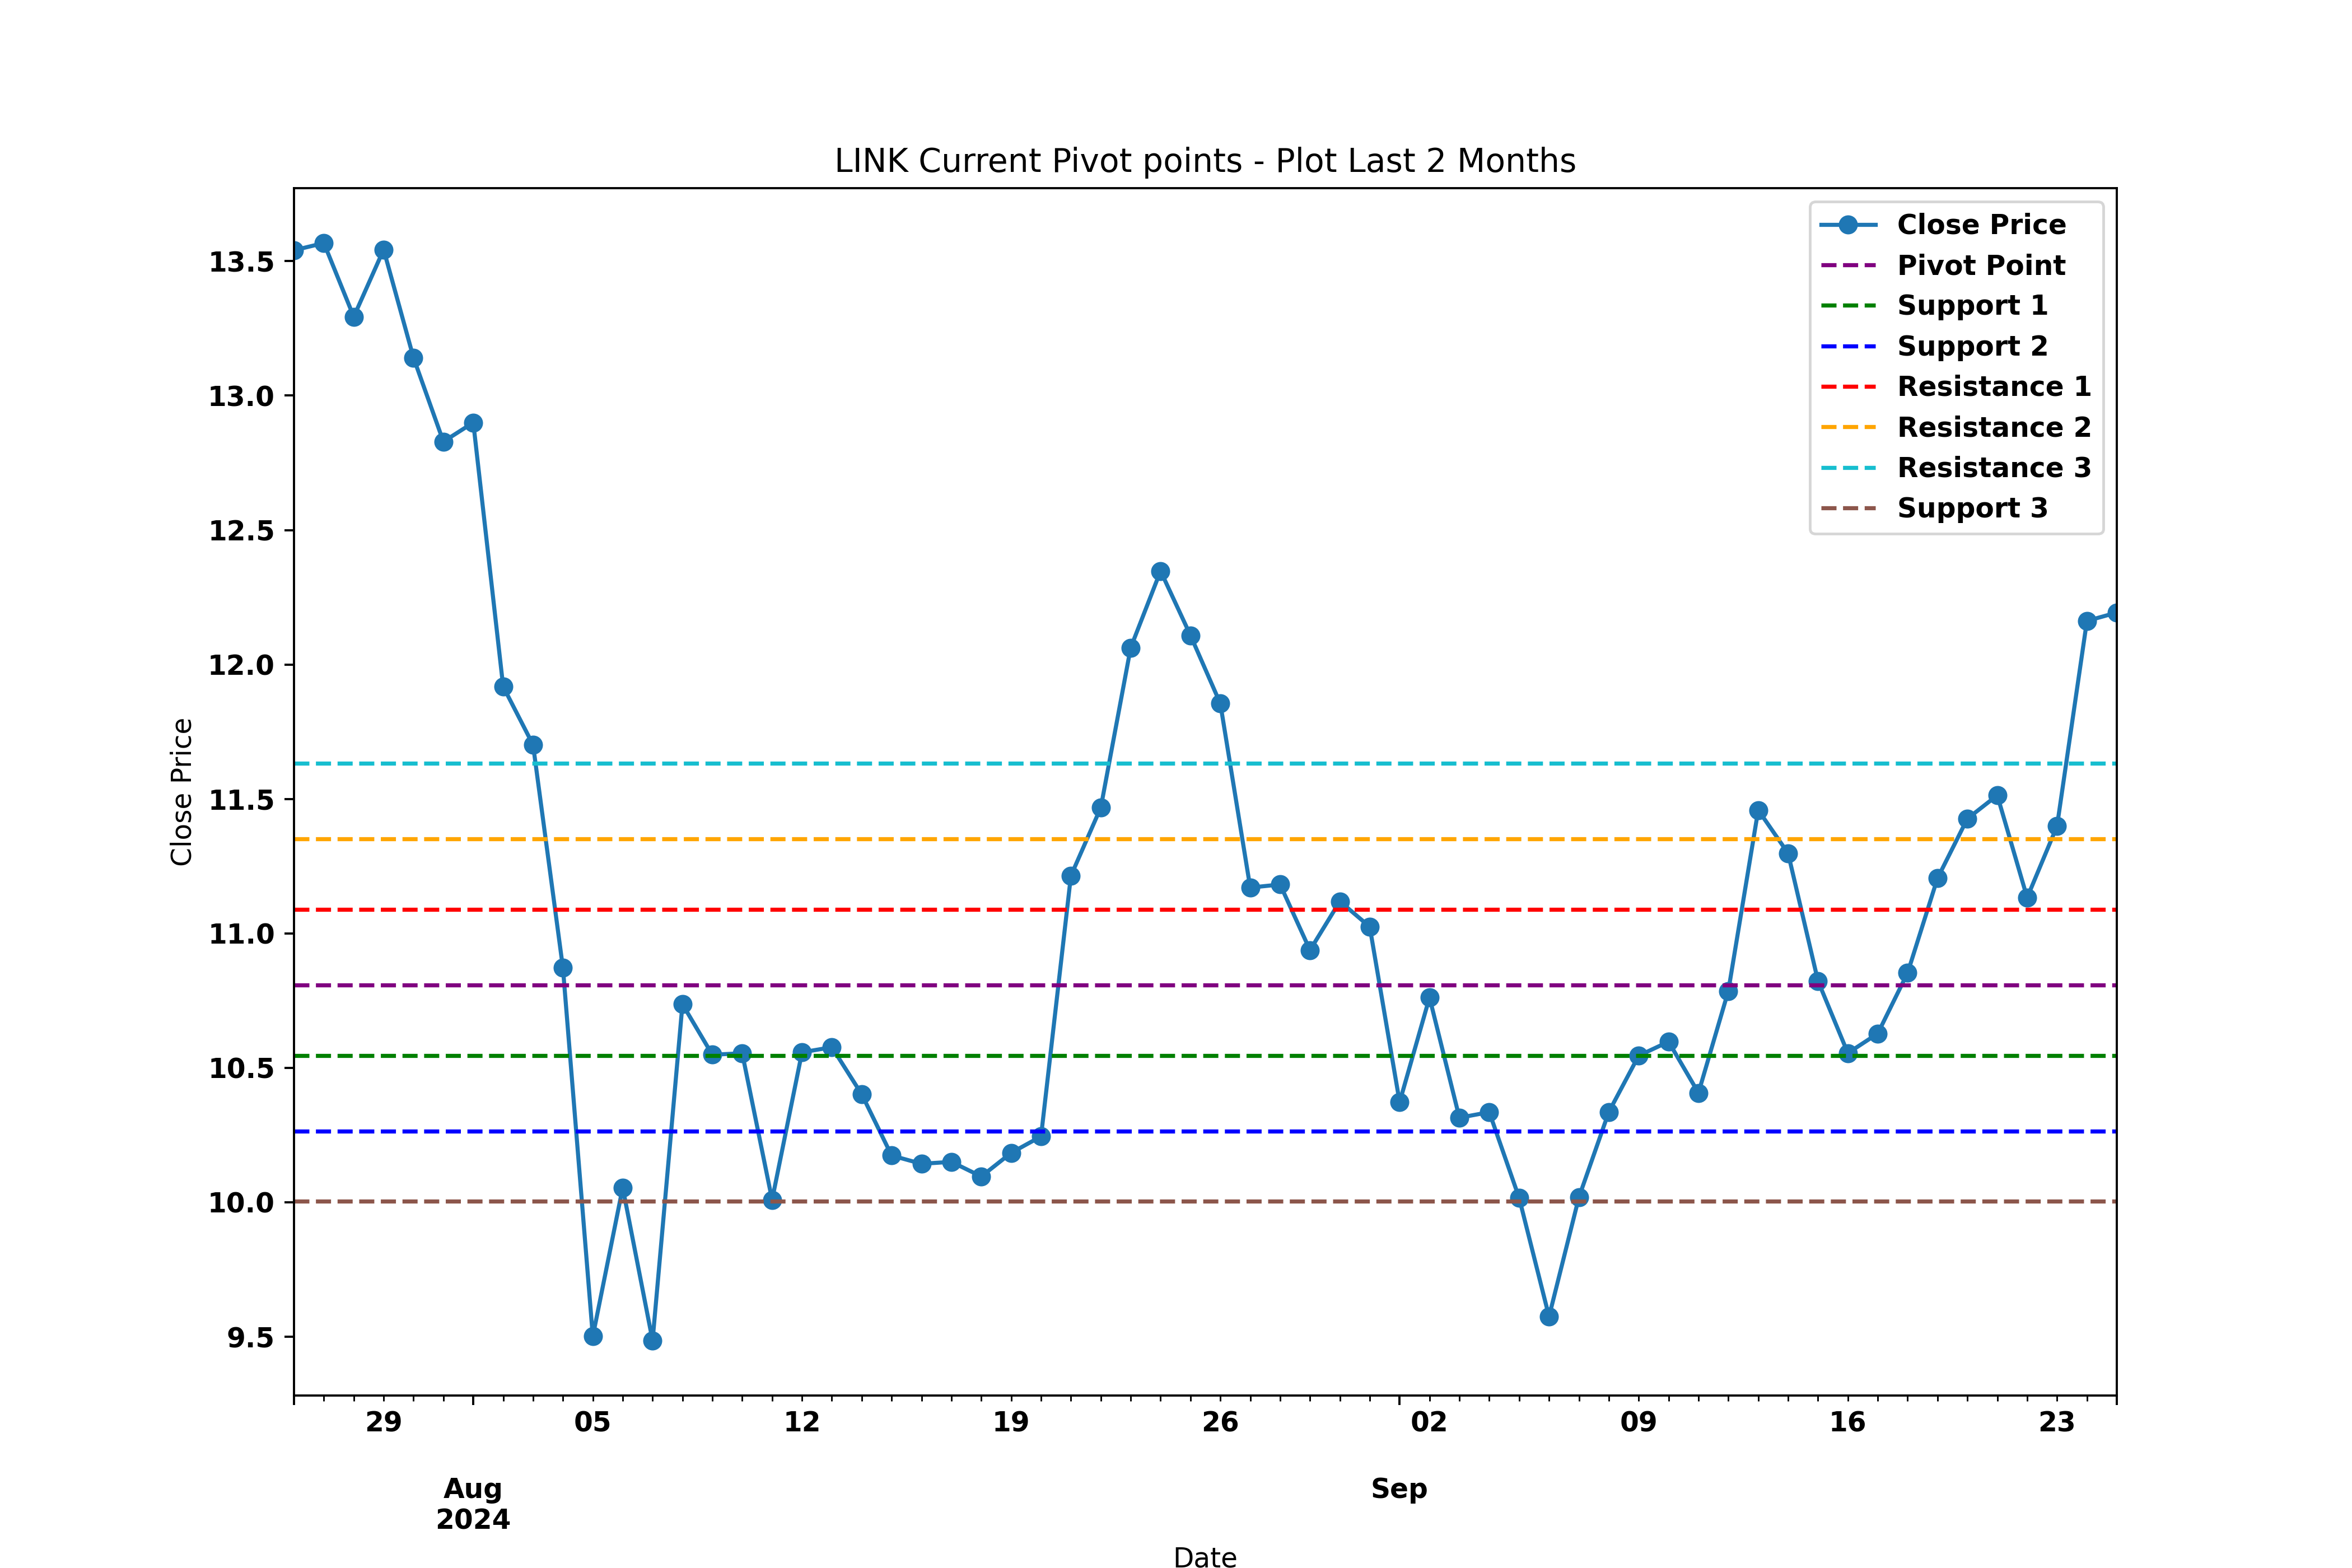 LINK Current Pivot points - Plot Last 2 Months
Close Price
Pivot Point
Support 1
Support 2
Resistance 1
Resistance 2
Resistance 3
Support 3
13.5
13.0
12.5
12.0
11.5
11.0
10.5
10.0
9.5
Close Price
29
05
12
19
26
02
09
16
23
Aug
2024
Sep
Date